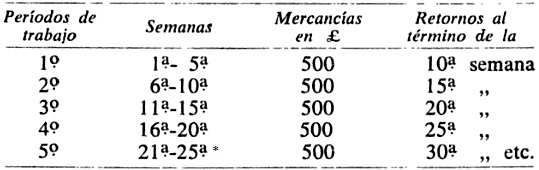 Períodos de trabajo Semanas Mercancías en £ Retornos al término de la
1º 1ª- 5ª 500 10ª semana
2º 6ª-10ª 500 15ª „
3º 11ª-15ª 500 20ª „
4º 16ª-20ª 500 25ª „
5º 21ª-25ª * 500 30ª „ etc.